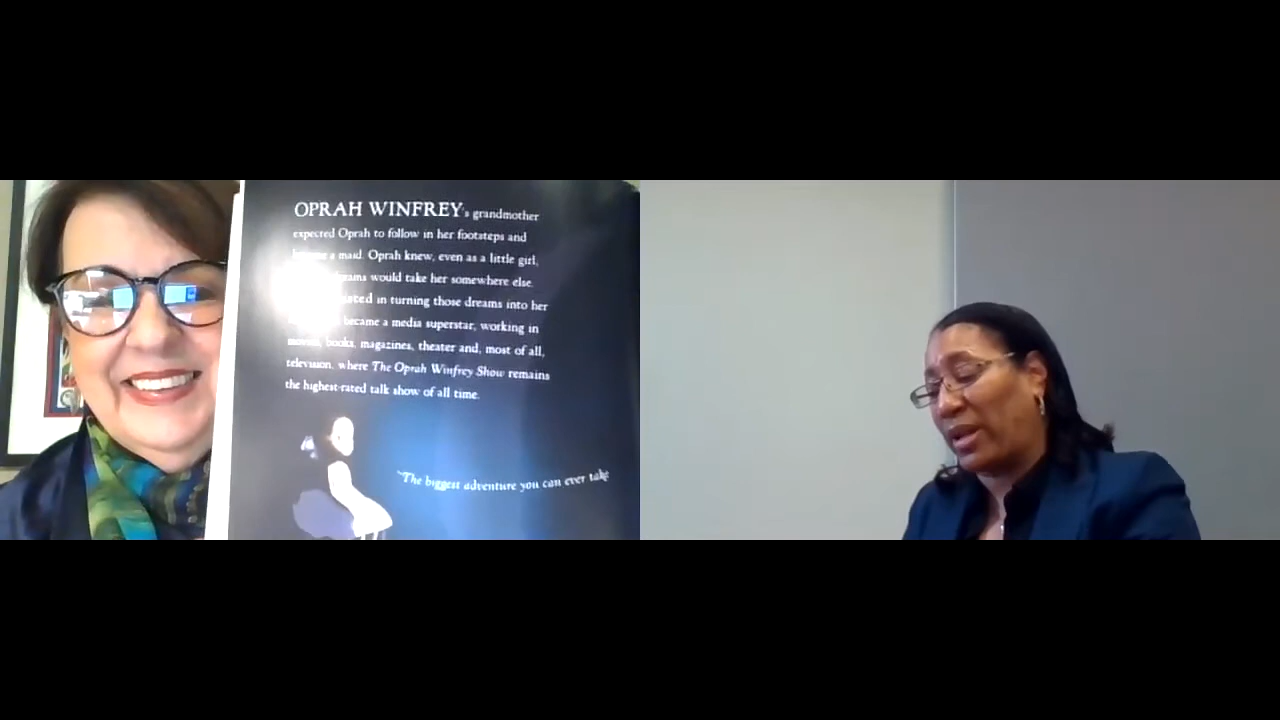 OPRAH WINFREY's grandmother
expected Oprah to follow in her footsteps and
a maid. Oprah knew, even as a little girl,
would take her somewhere else.
in turning those dreams into her
became a media superstar, working in
movies, books, magazines, theater and, most of all,
television, where The Oprah Winfrey Show remains
the highest-rated talk show of all time.
"The biggest adventure you can ever take